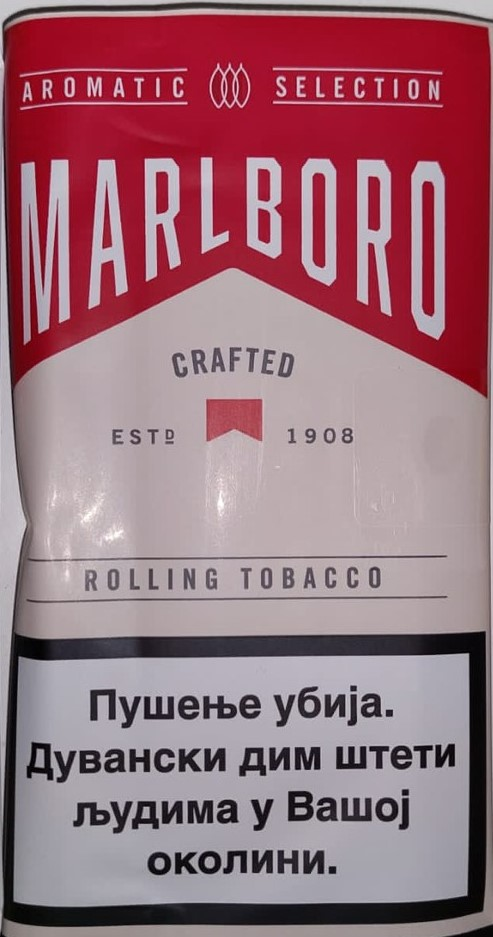 AROMATIC SELECTION
MARLBORO
CRAFTED
ESTD 1908
ROLLING TOBACCO
Пушење убија.
Дувански дим штети
људима у Вашој
околини.